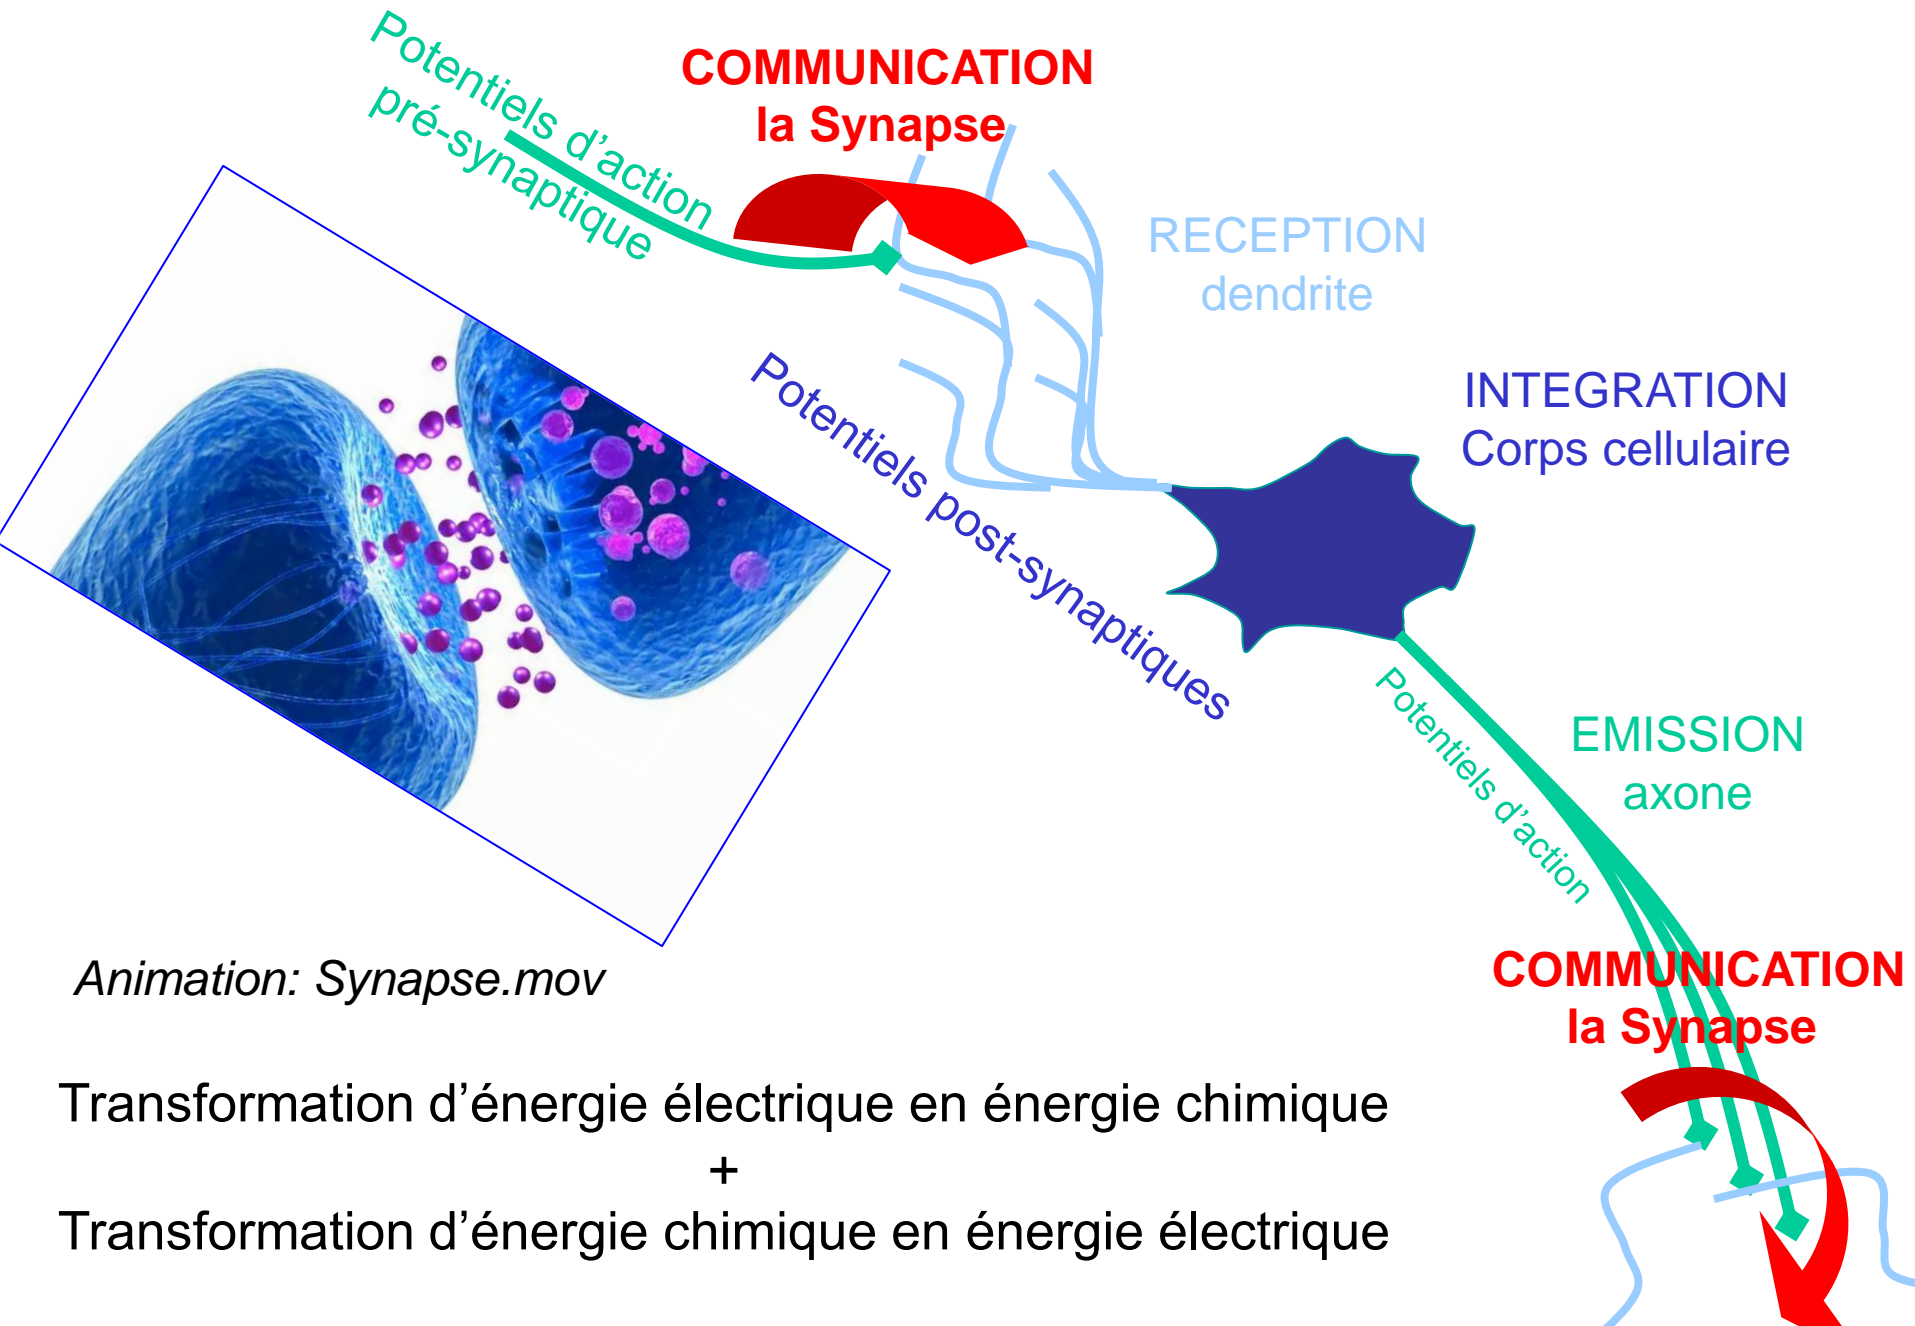 Potentiels d’action
pré-synaptique
COMMUNICATION
la Synapse
RECEPTION
dendrite
Potentiels post-synaptiques
INTEGRATION
Corps cellulaire
Potentiels d’action
EMISSION
axone
COMMUNICATION
la Synapse
Animation: Synapse.mov
Transformation d’énergie électrique en énergie chimique
+
Transformation d’énergie chimique en énergie électrique